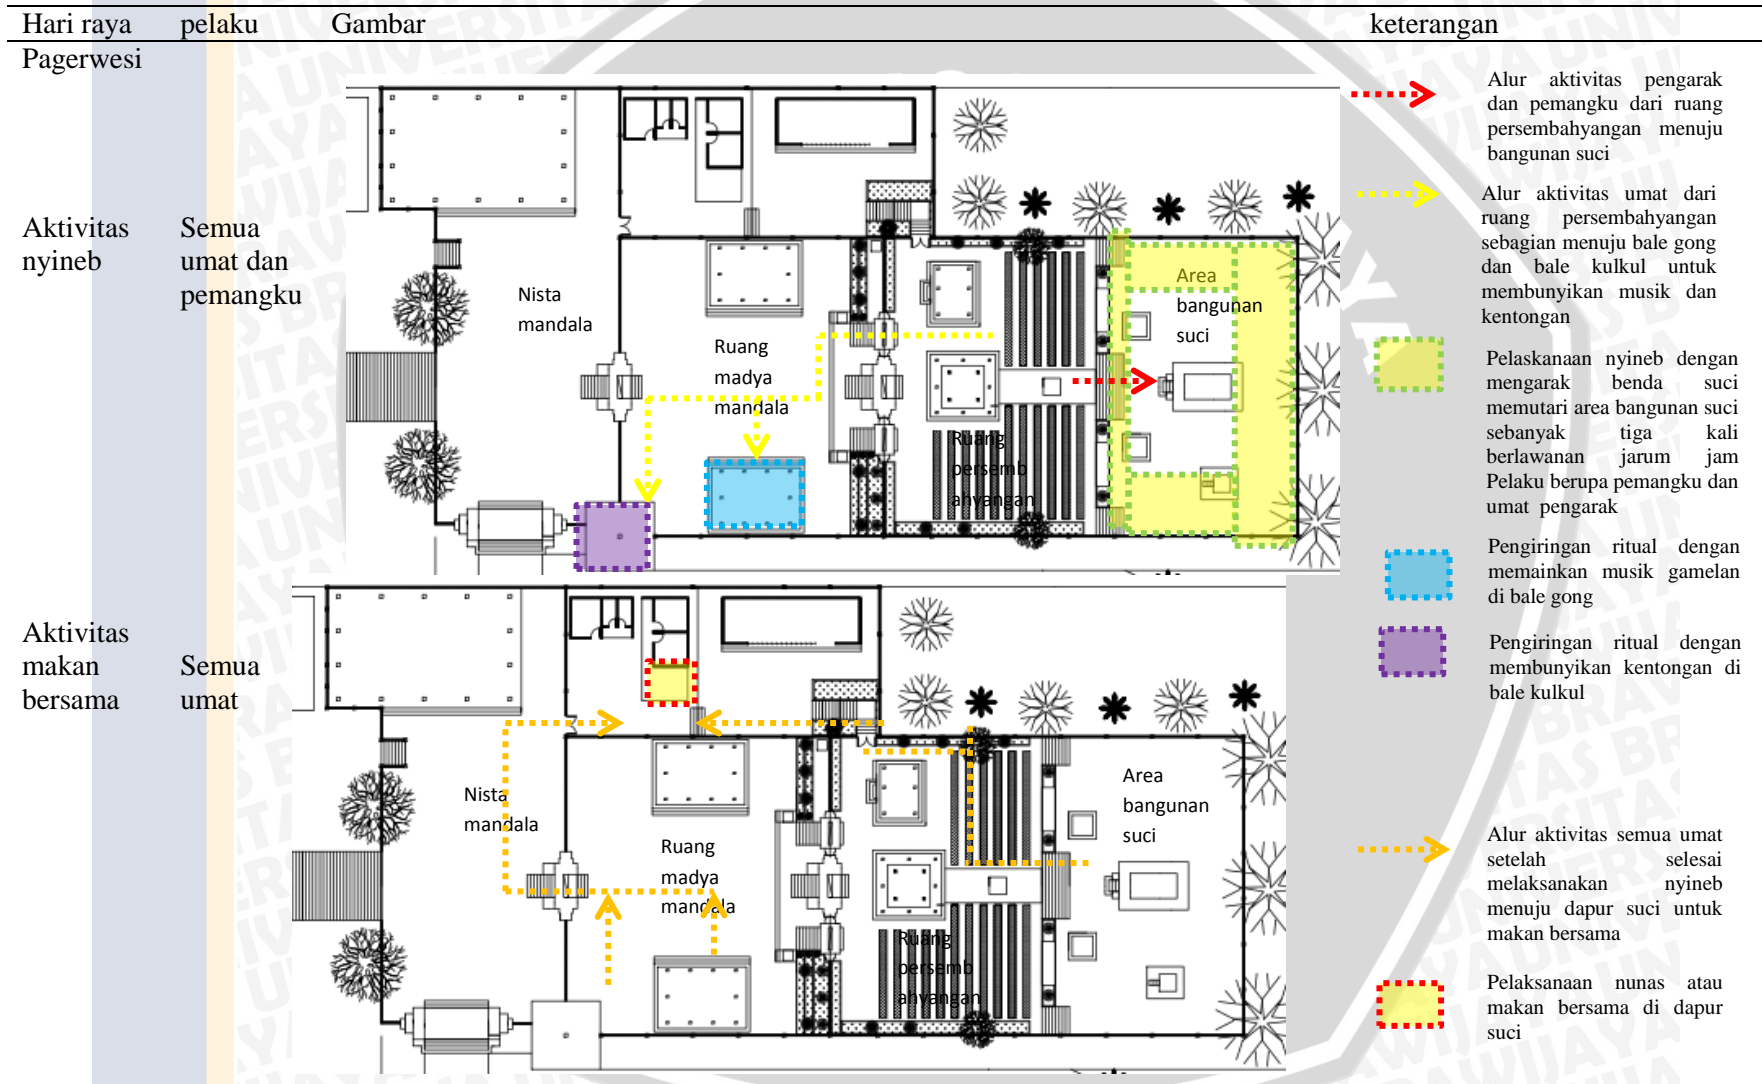 Hari raya pelaku Gambar keterangan
Pagerwesi
Aktivitas
nyineb
Semua
umat dan
pemangku
Nista
mandala
Ruang
madya
mandala
Ruang
persemb
ahyangan
Area
bangunan
suci
Alur aktivitas pengarak
dan pemangku dari ruang
persembahyangan menuju
bangunan suci
Alur aktivitas umat dari
ruang persembahyangan
sebagian menuju bale gong
dan bale kulkul untuk
membunyikan musik dan
kentongan
Pelaskanaan nyineb dengan
mengarak benda suci
memutari area bangunan suci
sebanyak tiga kali
berlawanan jarum jam
Pelaku berupa pemangku dan
umat pengarak
Pengiringan ritual dengan
memainkan musik gamelan
di bale gong
Pengiringan ritual dengan
membunyikan kentongan di
bale kulkul
Aktivitas
makan
bersama
Semua
umat
Nista
mandala
Ruang
madya
mandala
Ruang
persemb
ahyangan
Area
bangunan
suci
Alur aktivitas semua umat
setelah selesai
melaksanakan nyineb
menuju dapur suci untuk
makan bersama
Pelaksanaan nunas atau
makan bersama di dapur
suci